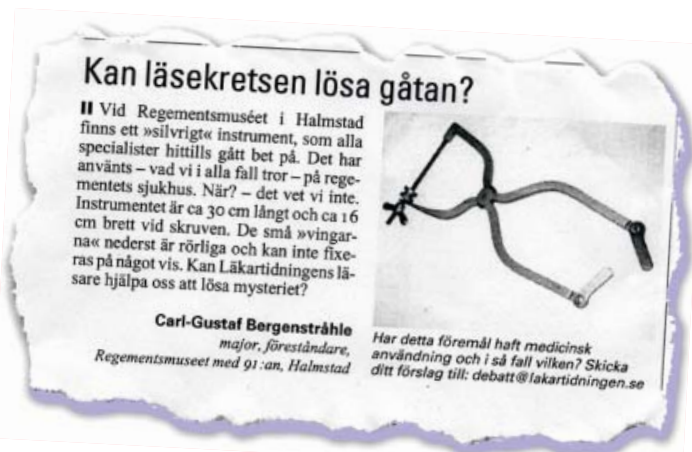 Kan läsekretsen lösa gåtan?
Vid Regementsmuséet i Halmstad
finns ett »silvrigt« instrument, som alla
specialister hittills gått bet på. Det har
använts – vad vi i alla fall tror – på rege-
mentets sjukhus. När? – det vet vi inte.
Instrumentet är ca 30 cm långt och ca 16
cm brett vid skruven. De små »vingar-
na« nederst är rörliga och kan inte fixe-
ras på något vis. Kan Läkartidningens lä-
sare hjälpa oss att lösa mysteriet?
Carl-Gustaf Bergenstråhle
major, föreståndare,
Regementsmuseet med 91:an, Halmstad
Har detta föremål haft medicinsk
användning och i så fall vilken? Skicka
ditt förslag till: debatt@lakartidningen.se